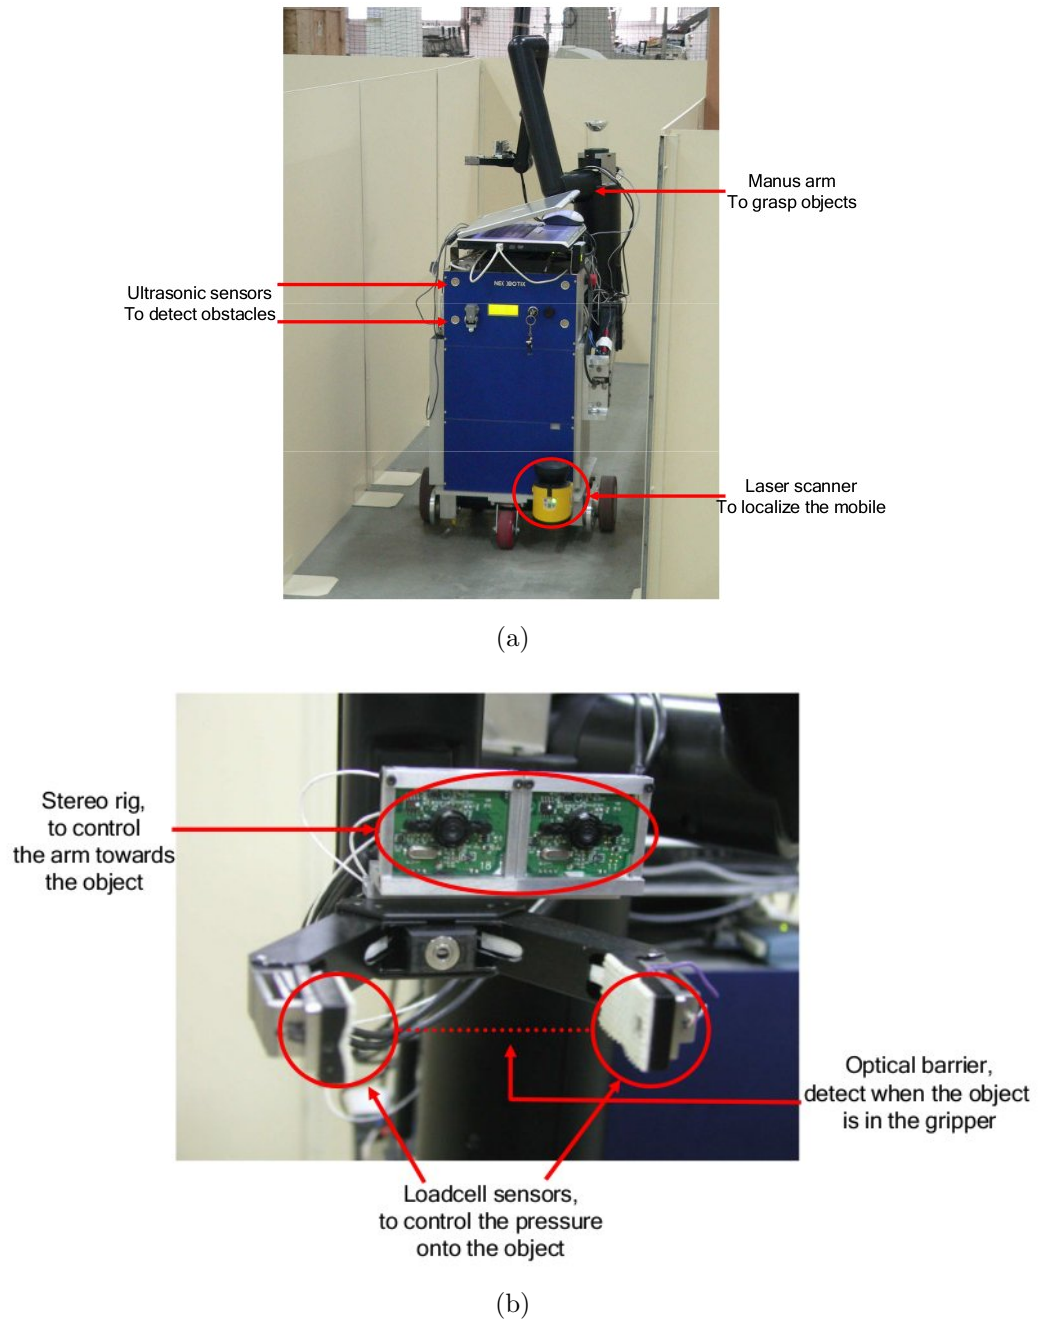 Manus arm
To grasp objects
Ultrasonic sensors
To detect obstacles
Laser scanner
To localize the mobile
(a)
Stereo rig,
to control
the arm towards
the object
18
17
Optical barrier,
detect when the object
is in the gripper
Loadcell sensors,
to control the pressure
onto the object
(b)